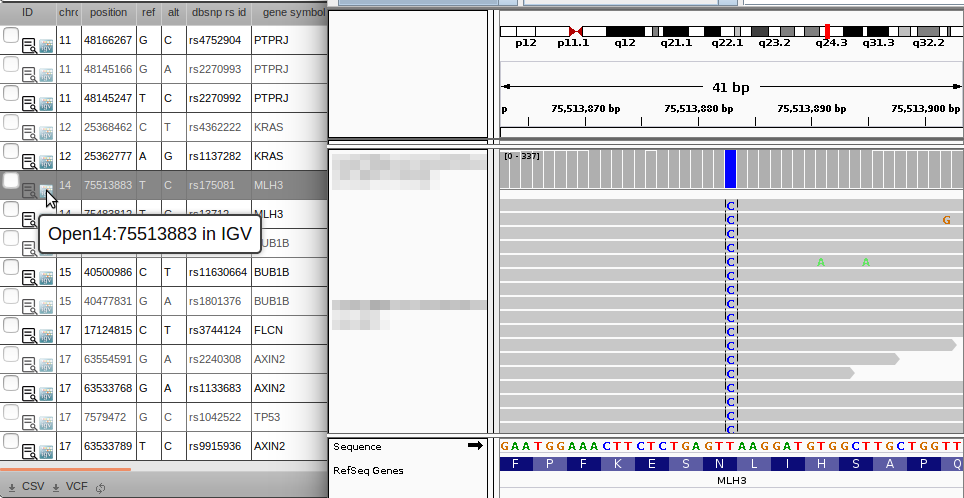 ID chrc position ref alt dbsnp rs id gene symbol
11 48166267 G C rs4752904 PTPRJ
11 48145166 G A rs2270993 PTPRJ
11 48145247 T C rs2270992 PTPRJ
12 25368462 C T rs4362222 KRAS
12 25362777 A G rs1137282 KRAS
14 75513883 T C rs175081 MLH3
14 75483812 T C rs13712 MLH3
Open14:75513883 in IGV
BUB1B
15 40500986 C T rs11630664 BUB1B
15 40477831 G A rs1801376 BUB1B
17 17124815 C T rs3744124 FLCN
17 63554591 G A rs2240308 AXIN2
17 63533768 G A rs1133683 AXIN2
17 7579472 G C rs1042522 TP53
17 63533789 T C rs9915936 AXIN2
CSV VCF
p12 p11.1 q12 q21.1 q22.1 q23.2 q24.3 q31.3 q32.2
41 bp
p 75,513,870 bp 75,513,880 bp 75,513,890 bp 75,513,900 bp
[0 - 337]
C
C G
C
C
C A A
C
C
C
C
C
C
C
C
C
C
C
C
Sequence GAATGGAAACTTCTCTGAGTTAAGGATGTGGCTTGCTGGTT
RefSeq Genes F P F K E S N L I H S A P Q
MLH3